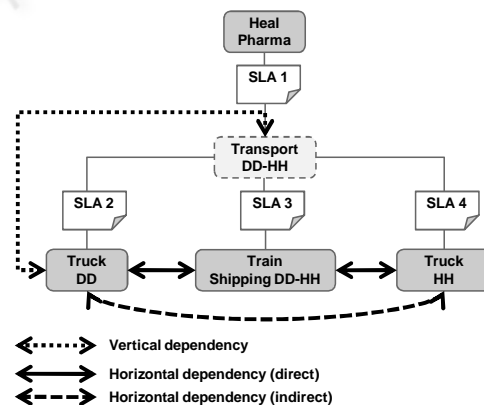 Heal
Pharma
SLA 1
Transport
DD-HH
SLA 2
SLA 3
SLA 4
Truck
DD
Train
Shipping DD-HH
Truck
HH
Vertical dependency
Horizontal dependency (direct)
Horizontal dependency (indirect)